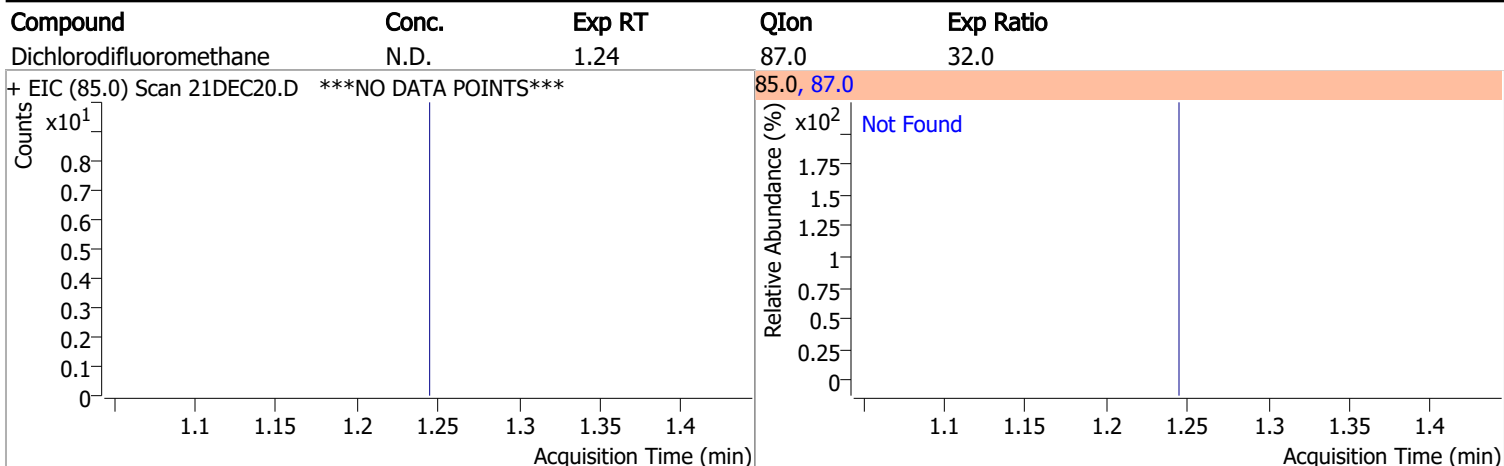 Compound Conc. Exp RT QIon Exp Ratio
Dichlorodifluoromethane N.D. 1.24 87.0 32.0
+ EIC (85.0) Scan 21DEC20.D ***NO DATA POINTS***
Counts
x10¹
0.8
0.7
0.6
0.5
0.4
0.3
0.2
0.1
0
1.1 1.15 1.2 1.25 1.3 1.35 1.4
Acquisition Time (min)
85.0, 87.0
Relative Abundance (%)
x10²
Not Found
1.75
1.5
1.25
1
0.75
0.5
0.25
0
1.1 1.15 1.2 1.25 1.3 1.35 1.4
Acquisition Time (min)